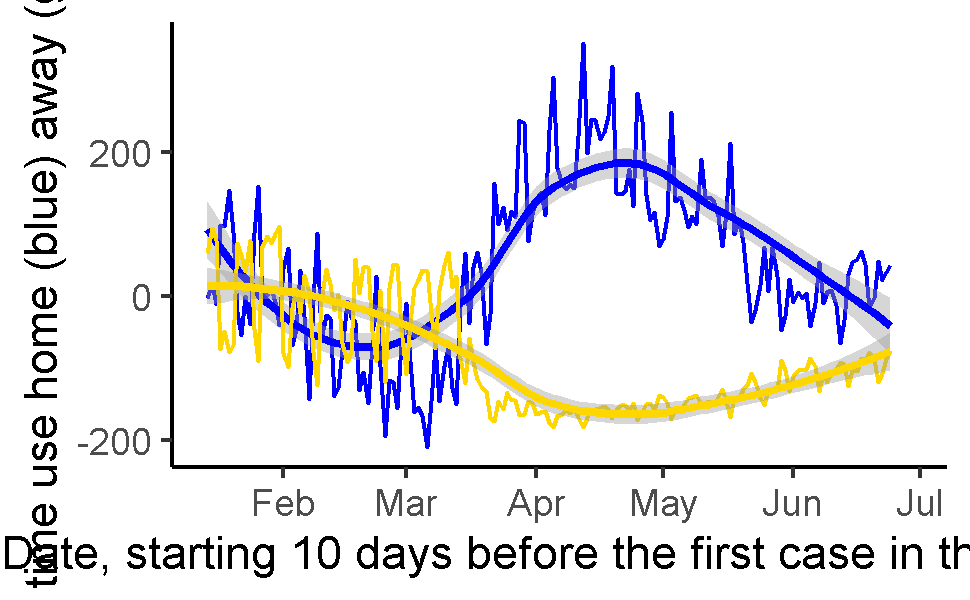 time use home (blue) away (
200
0
-200
Feb Mar Apr May Jun Jul
Date, starting 10 days before the first case in th